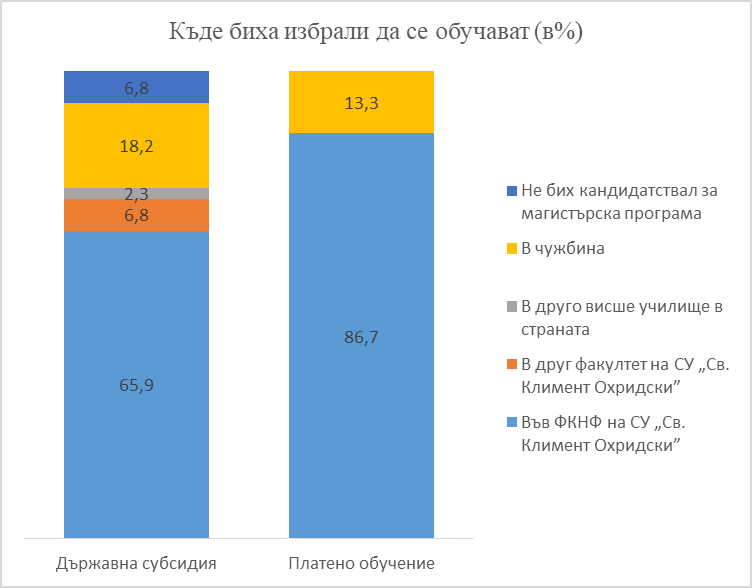 Къде биха избрали да се обучават (в%)
6,8
18,2
2,3
6,8
65,9
13,3
86,7
Държавна субсидия
Платено обучение
Не бих кандидатствал за
магистърска програма
В чужбина
В друго висше училище в
страната
В друг факултет на СУ „Св.
Климент Охридски”
Във ФКНФ на СУ „Св.
Климент Охридски”